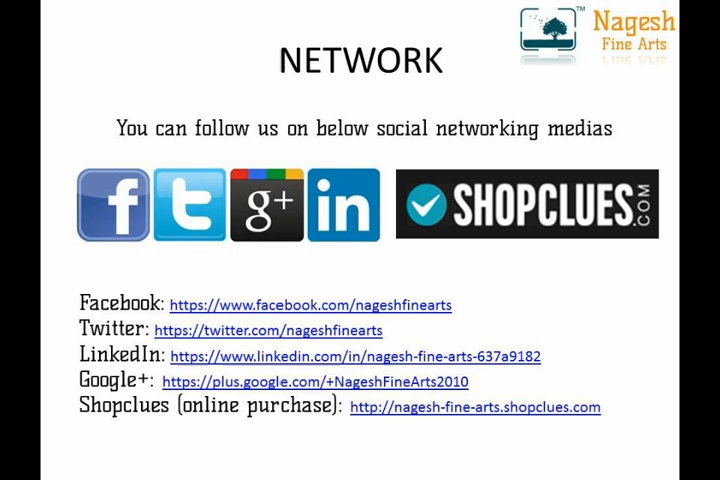 TM
Nagesh
Fine Arts
NETWORK
You can follow us on below social networking medias
f t g+ in SHOPCLUES.COM
Facebook: https://www.facebook.com/nageshfinearts
Twitter: https://twitter.com/nageshfinearts
LinkedIn: https://www.linkedin.com/in/nagesh-fine-arts-637a9182
Google+: https://plus.google.com/+NageshFineArts2010
Shopclues (online purchase): http://nagesh-fine-arts.shopclues.com